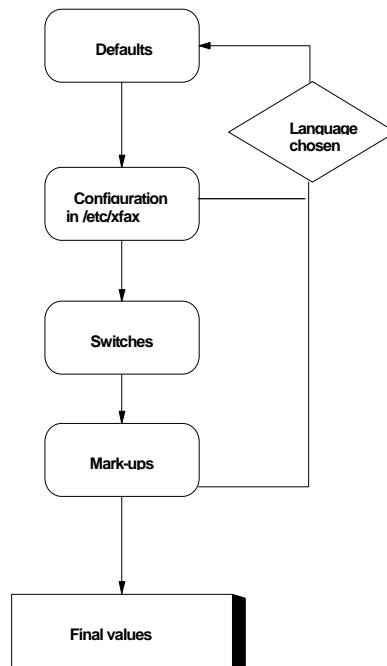 Defaults
Language
chosen
Configuration
in /etc/xfax
Switches
Mark-ups
Final values